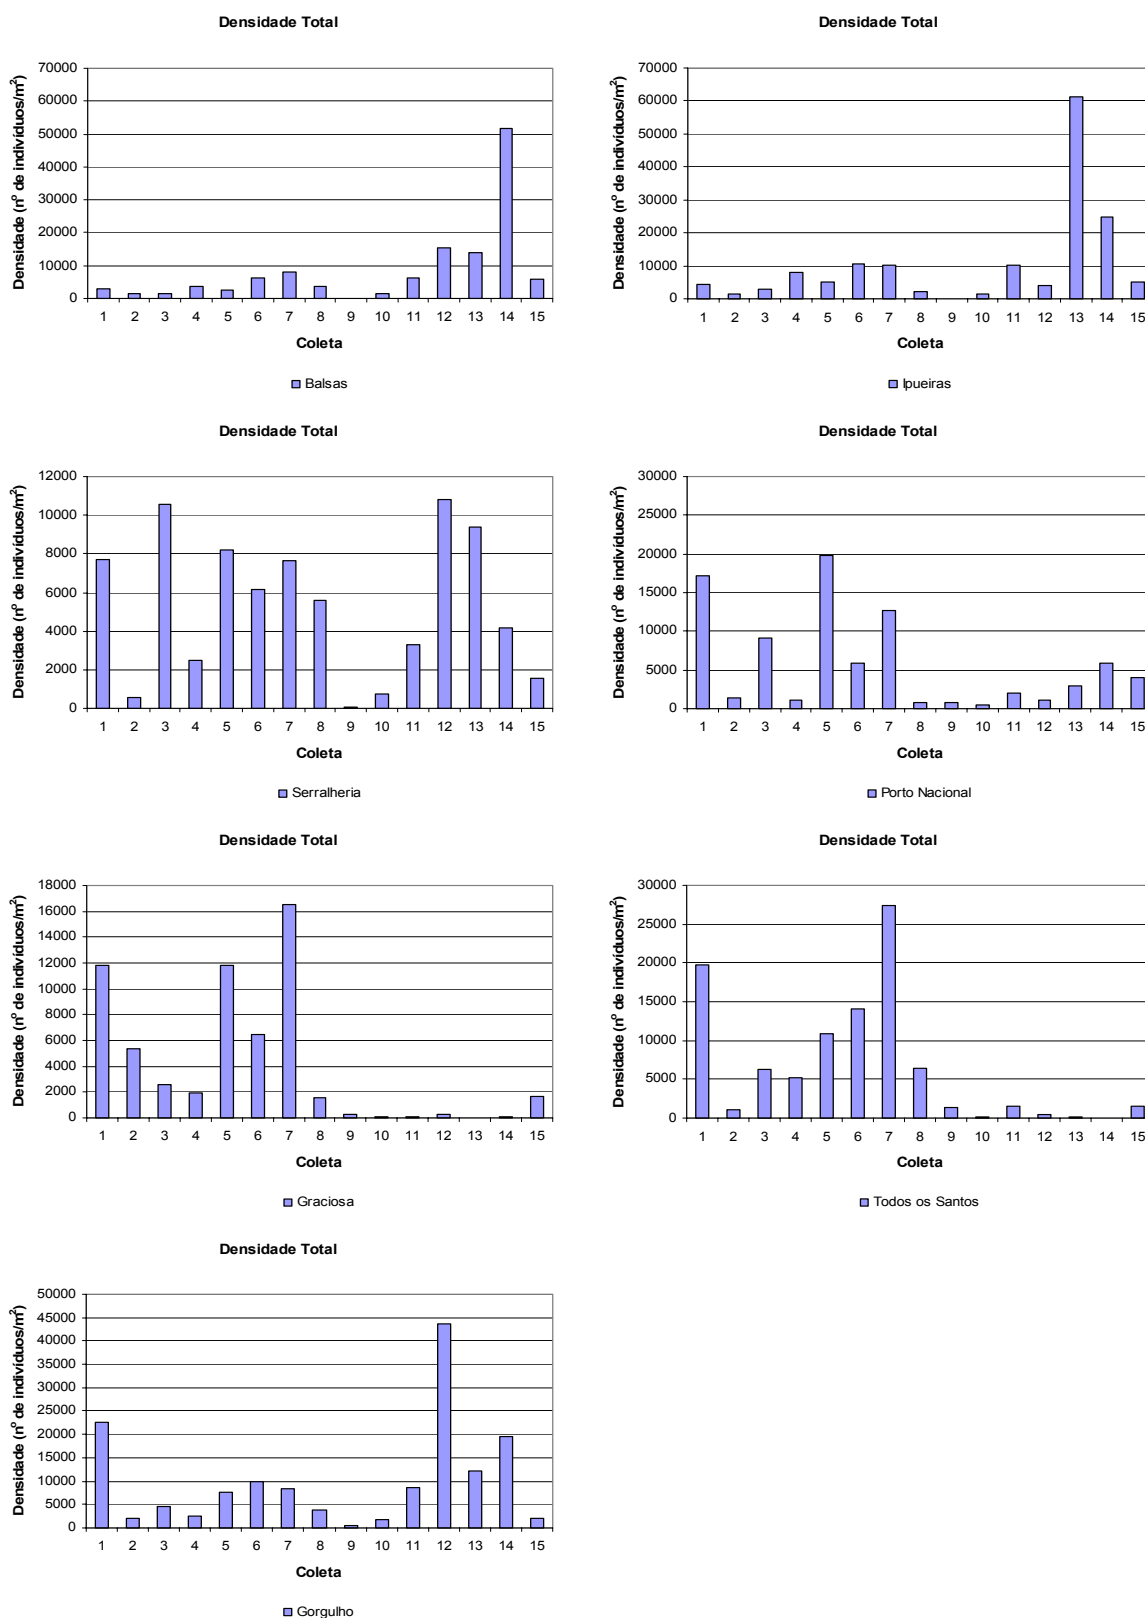 Densidade Total
Densidade (nº de indivíduos/m²)
70000
60000
50000
40000
30000
20000
10000
0
1 2 3 4 5 6 7 8 9 10 11 12 13 14 15
Coleta
Balsas
Densidade Total
Densidade (nº de indivíduos/m²)
70000
60000
50000
40000
30000
20000
10000
0
1 2 3 4 5 6 7 8 9 10 11 12 13 14 15
Coleta
Ipueiras
Densidade Total
Densidade (nº de indivíduos/m²)
12000
10000
8000
6000
4000
2000
0
1 2 3 4 5 6 7 8 9 10 11 12 13 14 15
Coleta
Serralheria
Densidade Total
Densidade (nº de indivíduos/m²)
30000
25000
20000
15000
10000
5000
0
1 2 3 4 5 6 7 8 9 10 11 12 13 14 15
Coleta
Porto Nacional
Densidade Total
Densidade (nº de indivíduos/m²)
18000
16000
14000
12000
10000
8000
6000
4000
2000
0
1 2 3 4 5 6 7 8 9 10 11 12 13 14 15
Coleta
Graciosa
Densidade Total
Densidade (nº de indivíduos/m²)
30000
25000
20000
15000
10000
5000
0
1 2 3 4 5 6 7 8 9 10 11 12 13 14 15
Coleta
Todos os Santos
Densidade Total
Densidade (nº de indivíduos/m²)
50000
45000
40000
35000
30000
25000
20000
15000
10000
5000
0
1 2 3 4 5 6 7 8 9 10 11 12 13 14 15
Coleta
Gorgulho